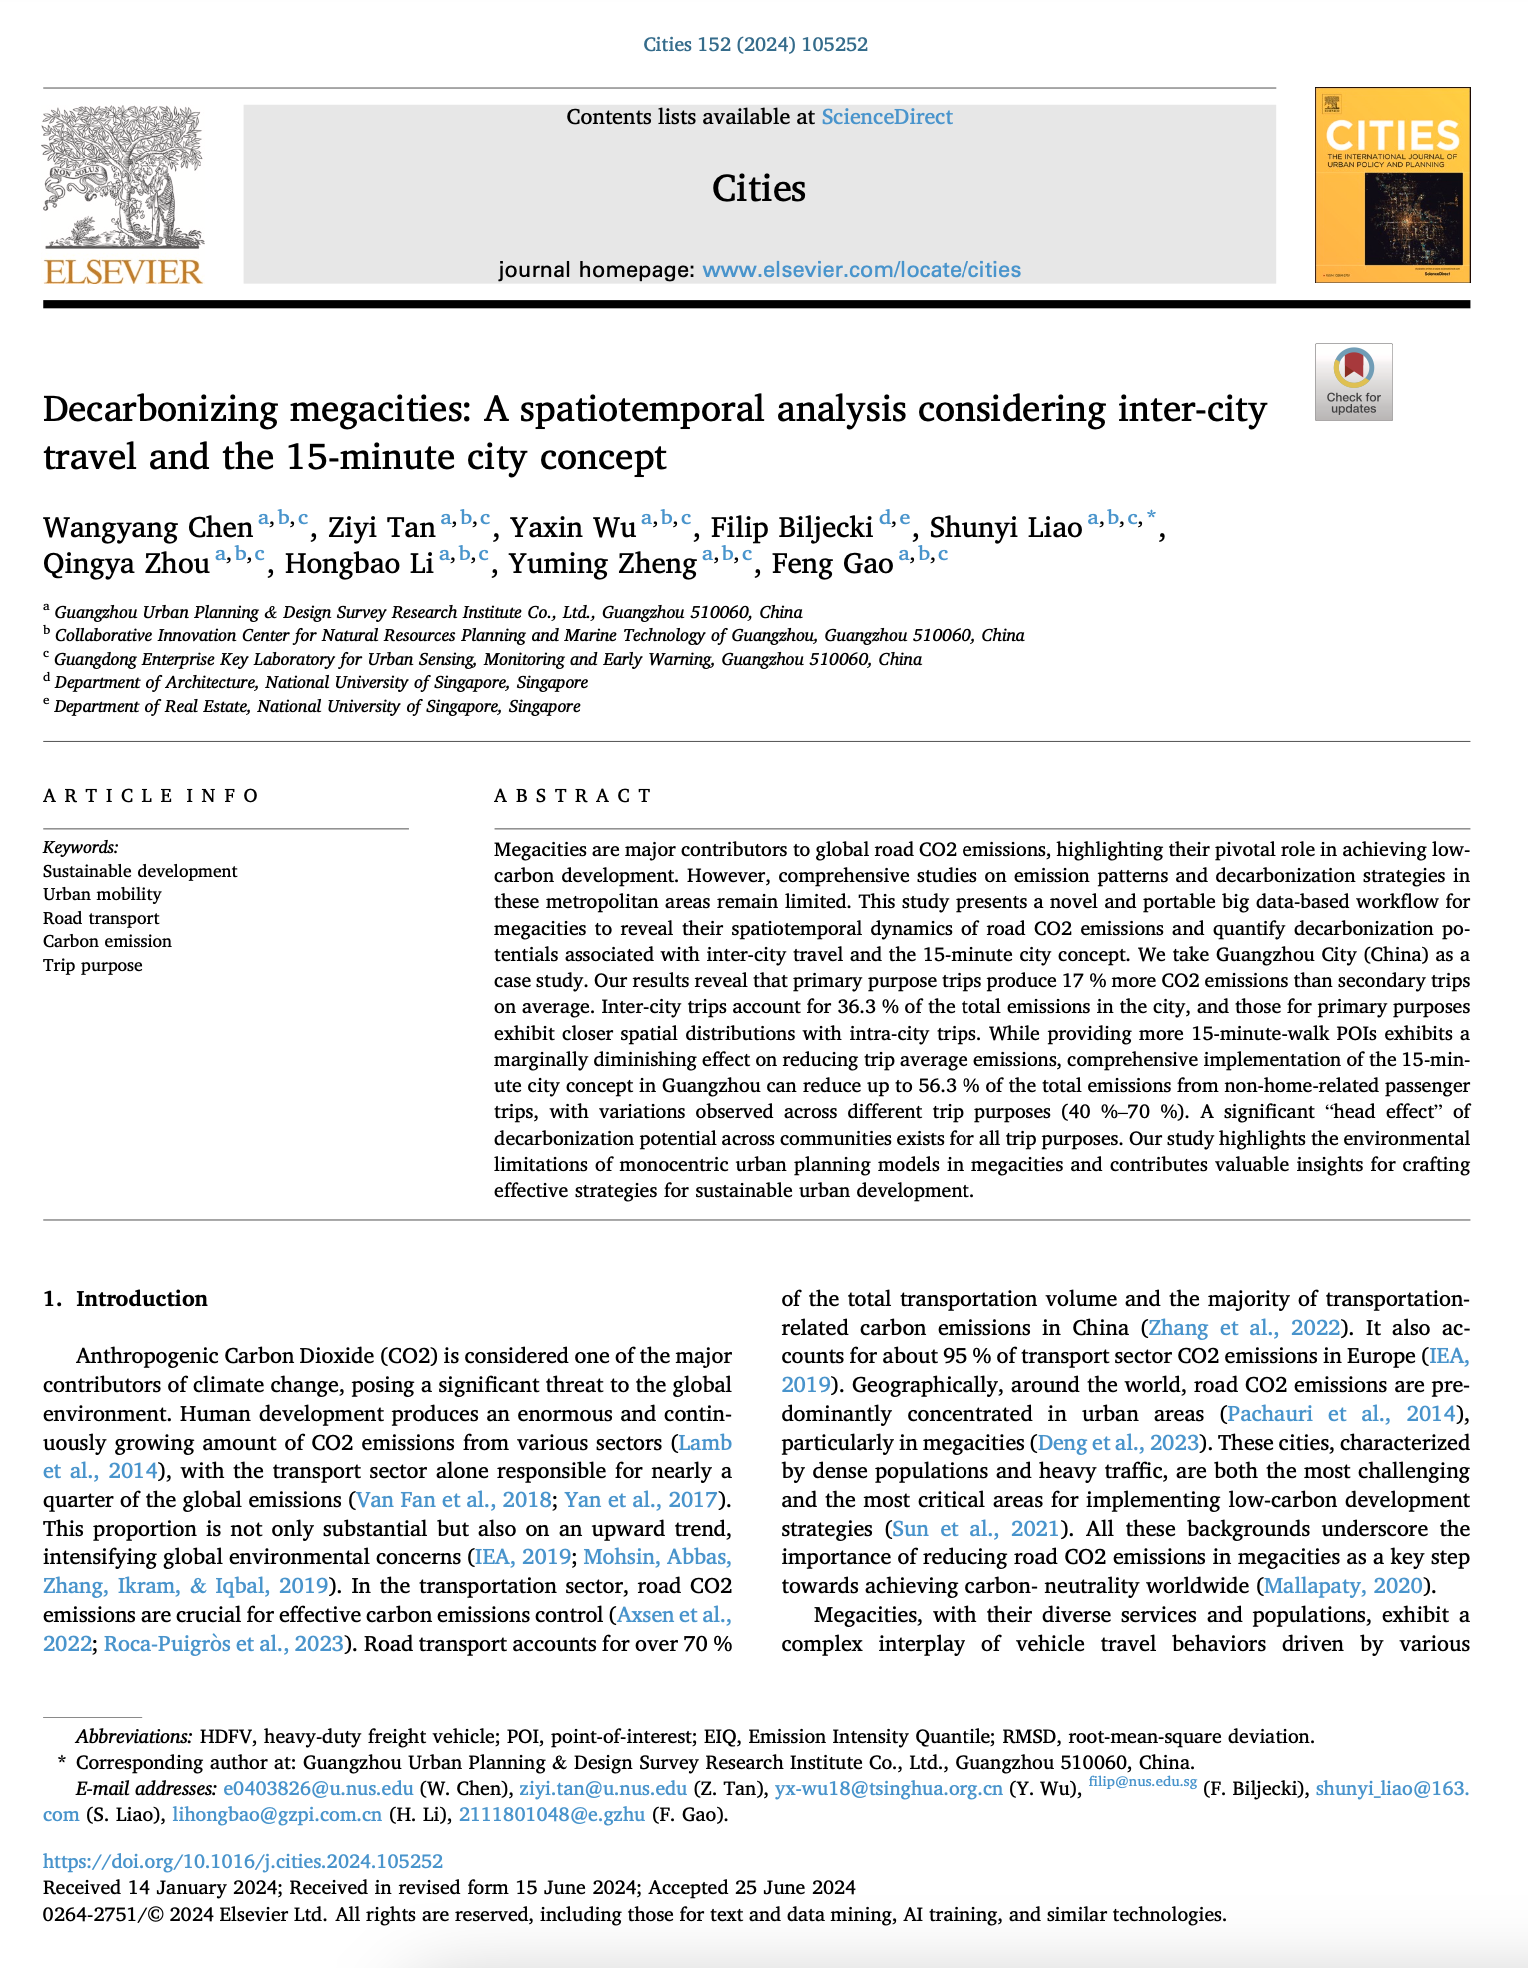 Cities 152 (2024) 105252
Contents lists available at ScienceDirect
Cities
journal homepage: www.elsevier.com/locate/cities
NON SOLUS
ELSEVIER
CITIES
THE INTERNATIONAL JOURNAL OF
URBAN POLICY AND PLANNING
ScienceDirect
Check for
updates
Decarbonizing megacities: A spatiotemporal analysis considering inter-city
travel and the 15-minute city concept
Wangyang Chen a,b,c, Ziyi Tan a,b,c, Yaxin Wu a,b,c, Filip Biljecki d,e, Shunyi Liao a,b,c,*,
Qingya Zhou a,b,c, Hongbao Li a,b,c, Yuming Zheng a,b,c, Feng Gao a,b,c
a Guangzhou Urban Planning & Design Survey Research Institute Co., Ltd., Guangzhou 510060, China
b Collaborative Innovation Center for Natural Resources Planning and Marine Technology of Guangzhou, Guangzhou 510060, China
c Guangdong Enterprise Key Laboratory for Urban Sensing, Monitoring and Early Warning, Guangzhou 510060, China
d Department of Architecture, National University of Singapore, Singapore
e Department of Real Estate, National University of Singapore, Singapore
ARTICLE INFO
Keywords:
Sustainable development
Urban mobility
Road transport
Carbon emission
Trip purpose
ABSTRACT
Megacities are major contributors to global road CO2 emissions, highlighting their pivotal role in achieving low-
carbon development. However, comprehensive studies on emission patterns and decarbonization strategies in
these metropolitan areas remain limited. This study presents a novel and portable big data-based workflow for
megacities to reveal their spatiotemporal dynamics of road CO2 emissions and quantify decarbonization po-
tentials associated with inter-city travel and the 15-minute city concept. We take Guangzhou City (China) as a
case study. Our results reveal that primary purpose trips produce 17 % more CO2 emissions than secondary trips
on average. Inter-city trips account for 36.3 % of the total emissions in the city, and those for primary purposes
exhibit closer spatial distributions with intra-city trips. While providing more 15-minute-walk POIs exhibits a
marginally diminishing effect on reducing trip average emissions, comprehensive implementation of the 15-min-
ute city concept in Guangzhou can reduce up to 56.3 % of the total emissions from non-home-related passenger
trips, with variations observed across different trip purposes (40 %–70 %). A significant “head effect” of
decarbonization potential across communities exists for all trip purposes. Our study highlights the environmental
limitations of monocentric urban planning models in megacities and contributes valuable insights for crafting
effective strategies for sustainable urban development.
1. Introduction
Anthropogenic Carbon Dioxide (CO2) is considered one of the major
contributors of climate change, posing a significant threat to the global
environment. Human development produces an enormous and contin-
uously growing amount of CO2 emissions from various sectors (Lamb
et al., 2014), with the transport sector alone responsible for nearly a
quarter of the global emissions (Van Fan et al., 2018; Yan et al., 2017).
This proportion is not only substantial but also on an upward trend,
intensifying global environmental concerns (IEA, 2019; Mohsin, Abbas,
Zhang, Ikram, & Iqbal, 2019). In the transportation sector, road CO2
emissions are crucial for effective carbon emissions control (Axsen et al.,
2022; Roca-Puigròs et al., 2023). Road transport accounts for over 70 %
of the total transportation volume and the majority of transportation-
related carbon emissions in China (Zhang et al., 2022). It also ac-
counts for about 95 % of transport sector CO2 emissions in Europe (IEA,
2019). Geographically, around the world, road CO2 emissions are pre-
dominantly concentrated in urban areas (Pachauri et al., 2014),
particularly in megacities (Deng et al., 2023). These cities, characterized
by dense populations and heavy traffic, are both the most challenging
and the most critical areas for implementing low-carbon development
strategies (Sun et al., 2021). All these backgrounds underscore the
importance of reducing road CO2 emissions in megacities as a key step
towards achieving carbon- neutrality worldwide (Mallapaty, 2020).
Megacities, with their diverse services and populations, exhibit a
complex interplay of vehicle travel behaviors driven by various
Abbreviations: HDFV, heavy-duty freight vehicle; POI, point-of-interest; EIQ, Emission Intensity Quantile; RMSD, root-mean-square deviation.
* Corresponding author at: Guangzhou Urban Planning & Design Survey Research Institute Co., Ltd., Guangzhou 510060, China.
E-mail addresses: e0403826@u.nus.edu (W. Chen), ziyi.tan@u.nus.edu (Z. Tan), yx-wu18@tsinghua.org.cn (Y. Wu), filip@nus.edu.sg (F. Biljecki), shunyi_liao@163.
com (S. Liao), lihongbao@gzpi.com.cn (H. Li), 2111801048@e.gzhu (F. Gao).
https://doi.org/10.1016/j.cities.2024.105252
Received 14 January 2024; Received in revised form 15 June 2024; Accepted 25 June 2024
0264-2751/© 2024 Elsevier Ltd. All rights are reserved, including those for text and data mining, AI training, and similar technologies.